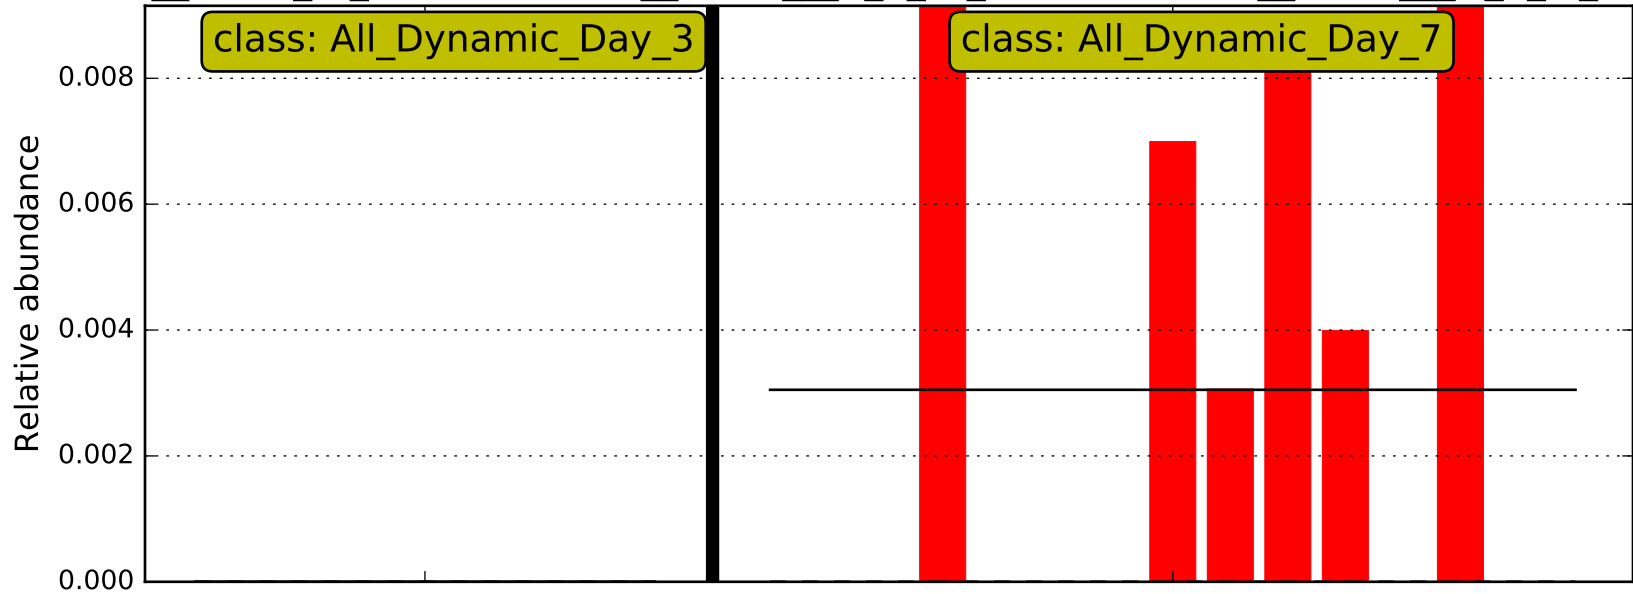 class: All_Dynamic_Day_3
class: All_Dynamic_Day_7
Relative abundance
0.008
0.006
0.004
0.002
0.000